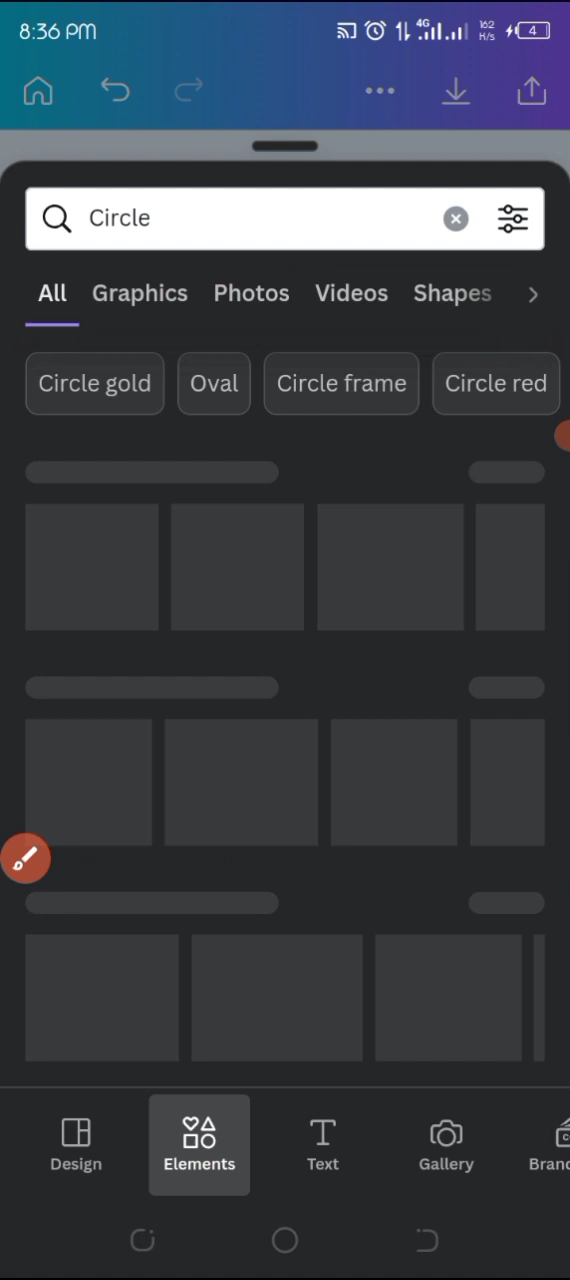 8:36 PM 4G 162 H/s 4
Circle
All Graphics Photos Videos Shapes
Circle gold Oval Circle frame Circle red
Design Elements Text Gallery Bran